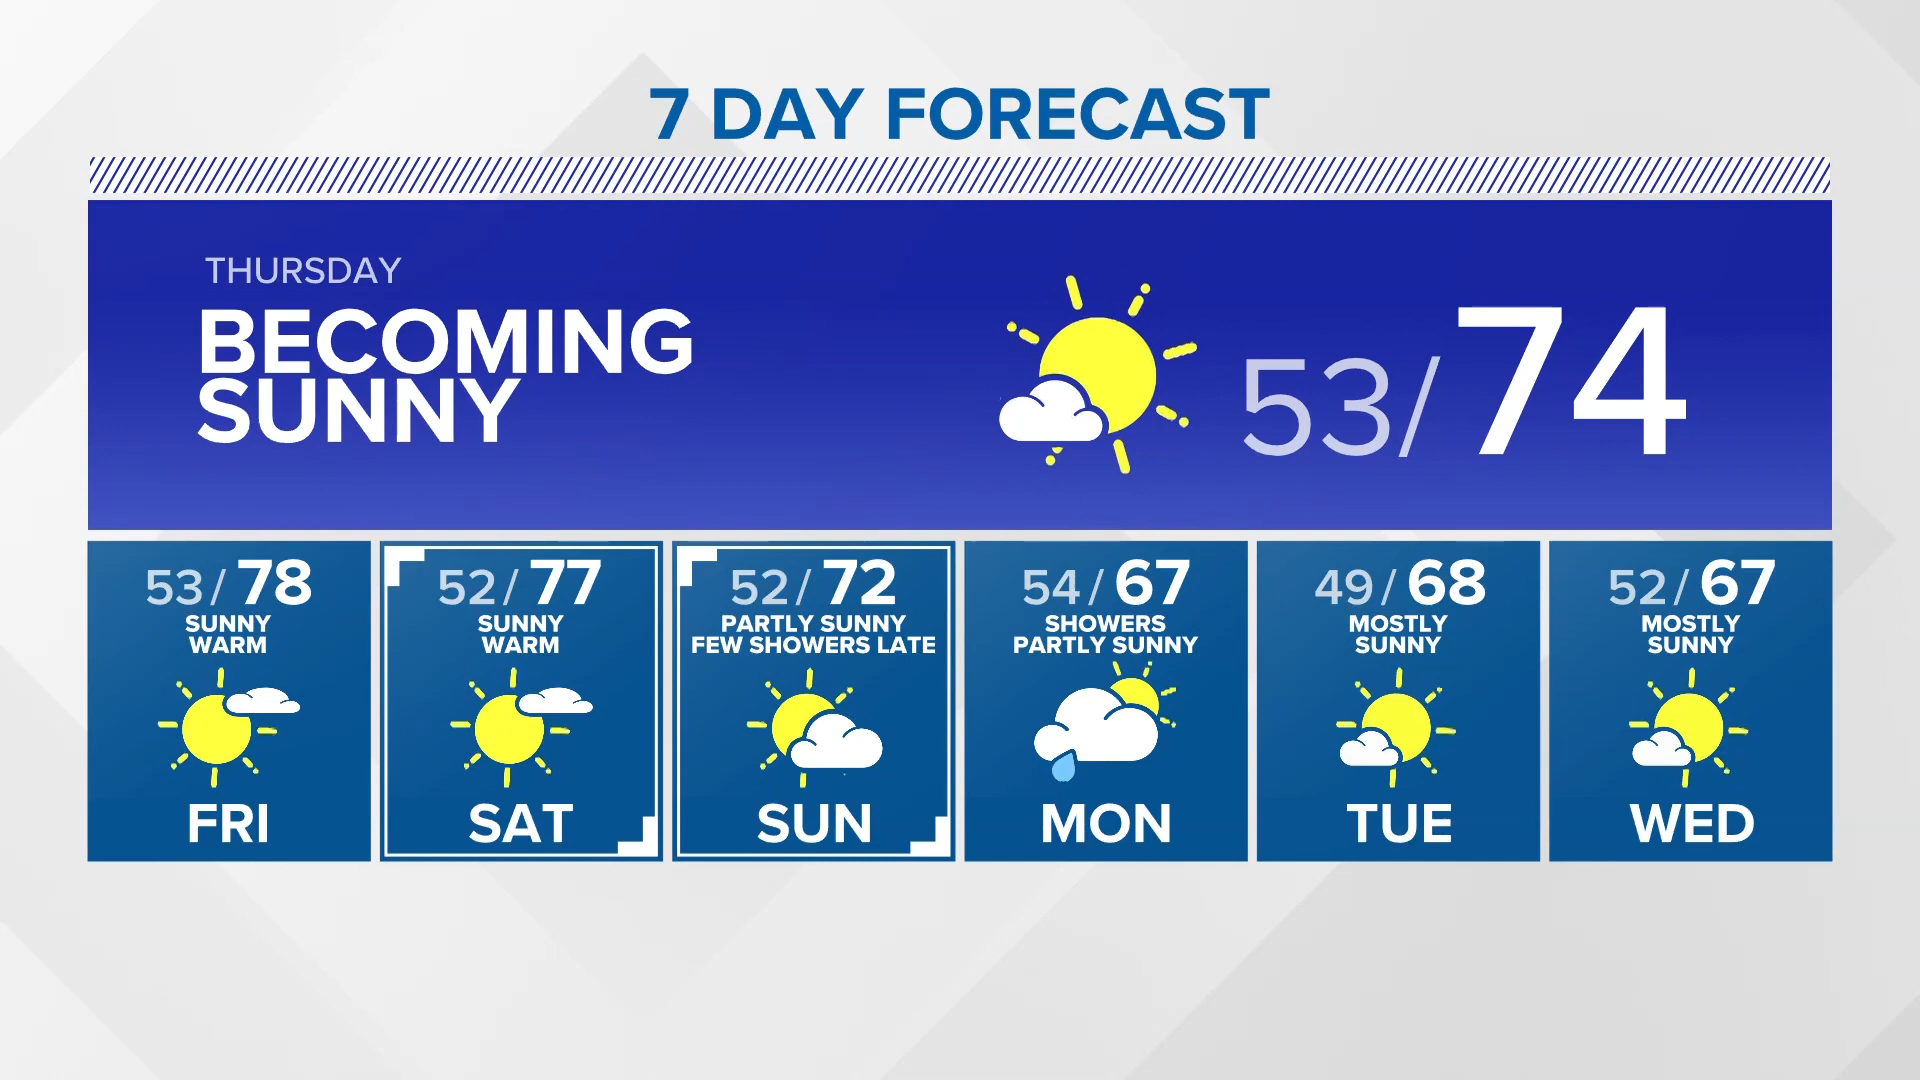 7 DAY FORECAST
THURSDAY
BECOMING
SUNNY
53/74
53/78
SUNNY
WARM
FRI
52/77
SUNNY
WARM
SAT
52/72
PARTLY SUNNY
FEW SHOWERS LATE
SUN
54/67
SHOWERS
PARTLY SUNNY
MON
49/68
MOSTLY
SUNNY
TUE
52/67
MOSTLY
SUNNY
WED